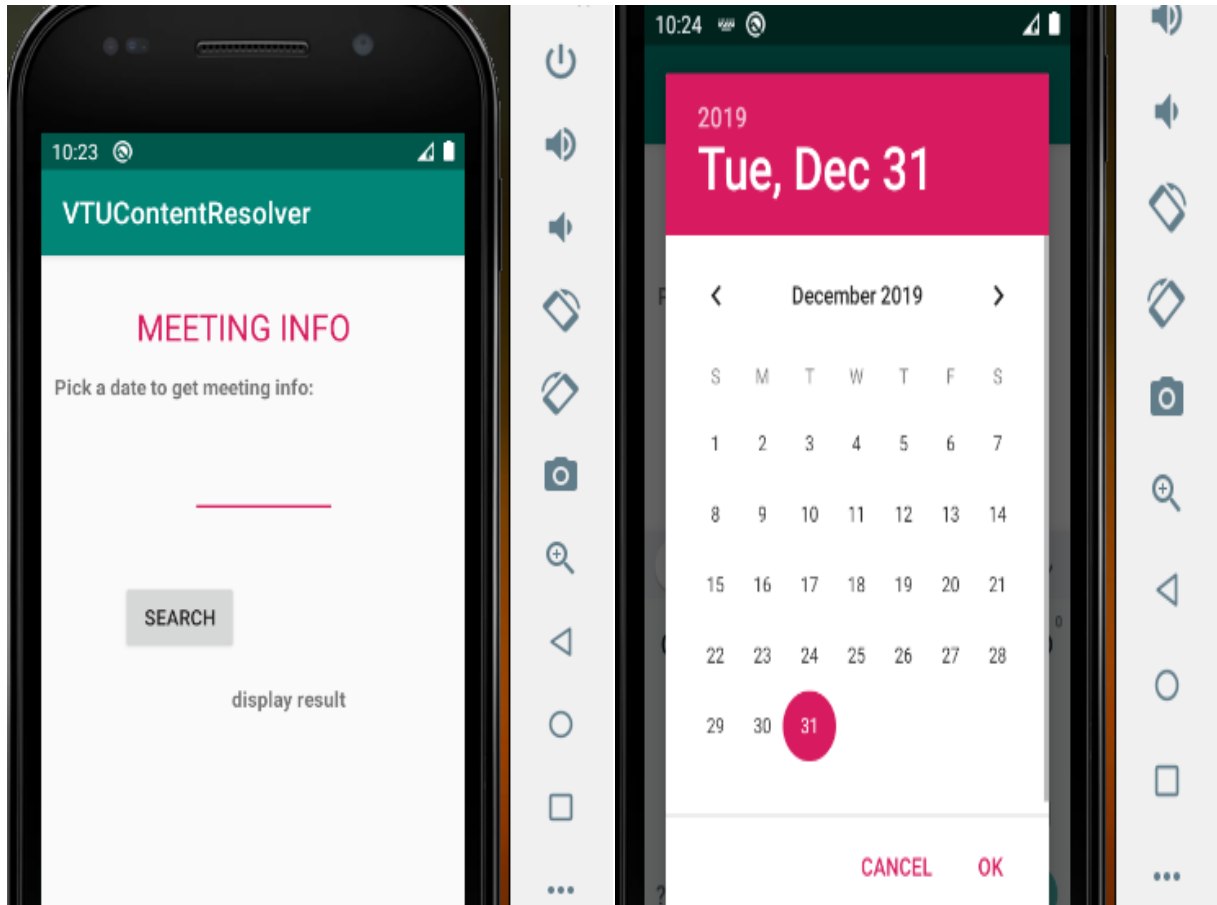 10:23
VTUContentResolver
MEETING INFO
Pick a date to get meeting info:
SEARCH
display result
10:24
2019
Tue, Dec 31
December 2019
S M T W T F S
1 2 3 4 5 6 7
8 9 10 11 12 13 14
15 16 17 18 19 20 21
22 23 24 25 26 27 28
29 30 31
CANCEL OK